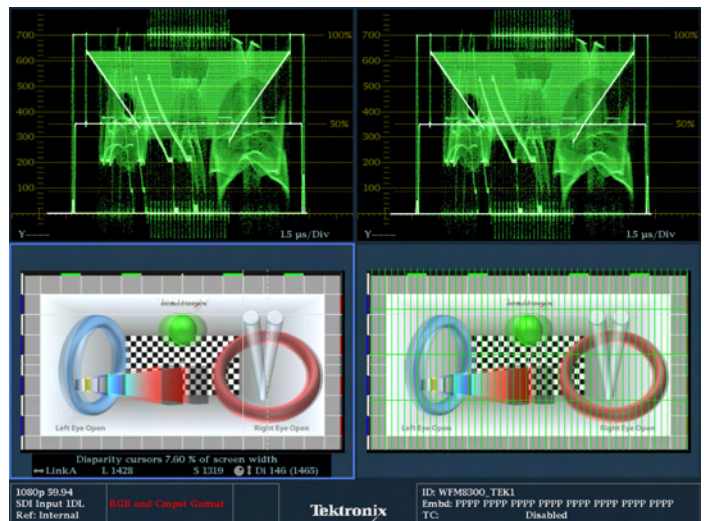 700
600
500
400
300
200
100
0
100%
50%
Y----
1.5 µs/Div
700
600
500
400
300
200
100
0
100%
50%
Y----
1.5 µs/Div
Left Eye Open
Right Eye Open
Disparity cursors 7.60 % of screen width
↔ LinkA L 1428 S 1319 Di 146 (1465)
Left Eye Open
Right Eye Open
1080p 59.94
SDI Input 1DL
Ref: Internal
RGB and Cmpst Gamut
Tektronix
ID: WFM8300_TEK1
Embd: PPPP PPPP PPPP PPPP PPPP PPPP PPPP PPPP
TC: Disabled